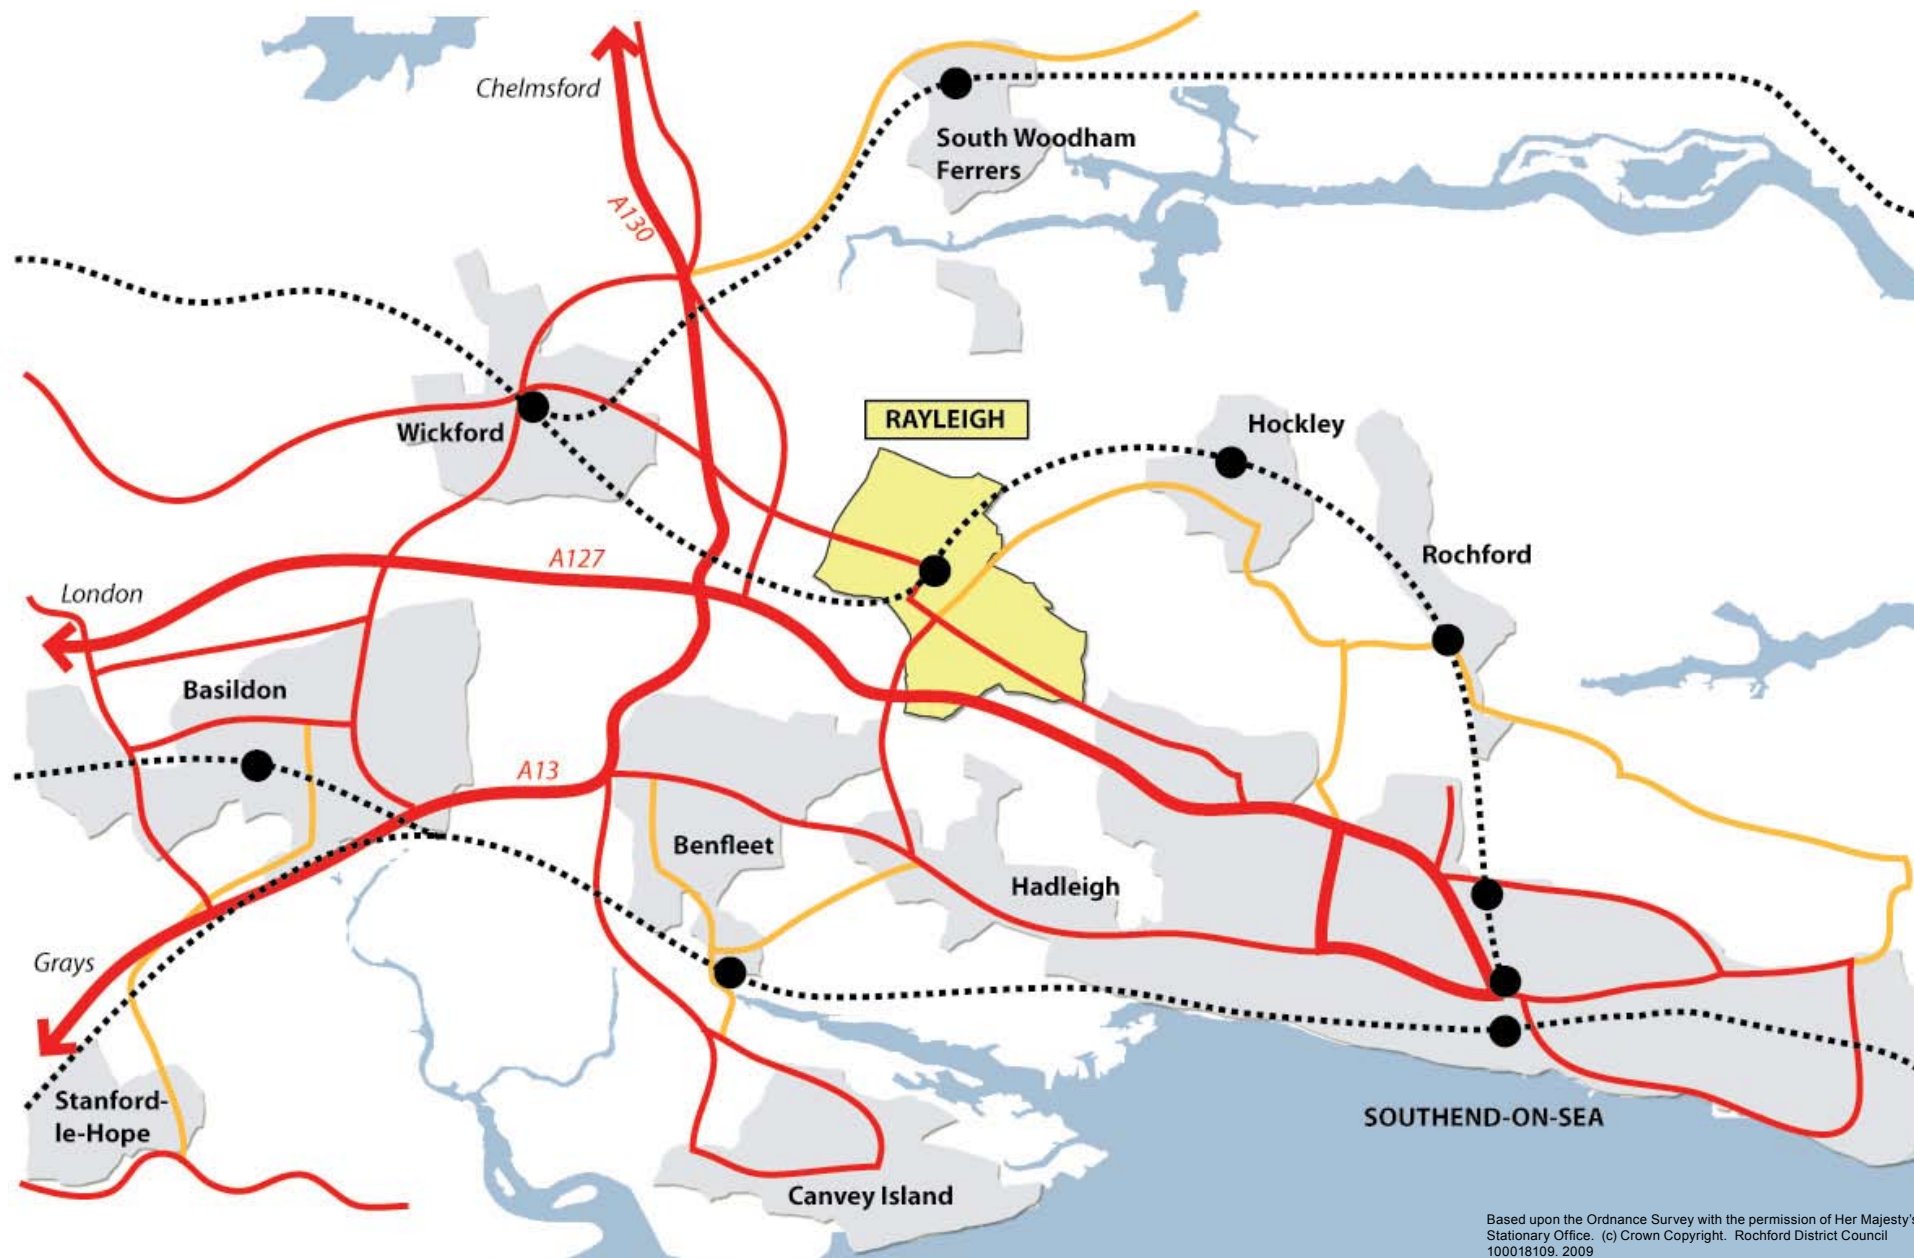 Chelmsford
South Woodham
Ferrers
A130
RAYLEIGH
Hockley
Wickford
Rochford
A127
London
Basildon
A13
Benfleet
Hadleigh
Grays
Stanford-
le-Hope
SOUTHEND-ON-SEA
Canvey Island
Based upon the Ordnance Survey with the permission of Her Majesty's
Stationary Office. (c) Crown Copyright. Rochford District Council
100018109. 2009